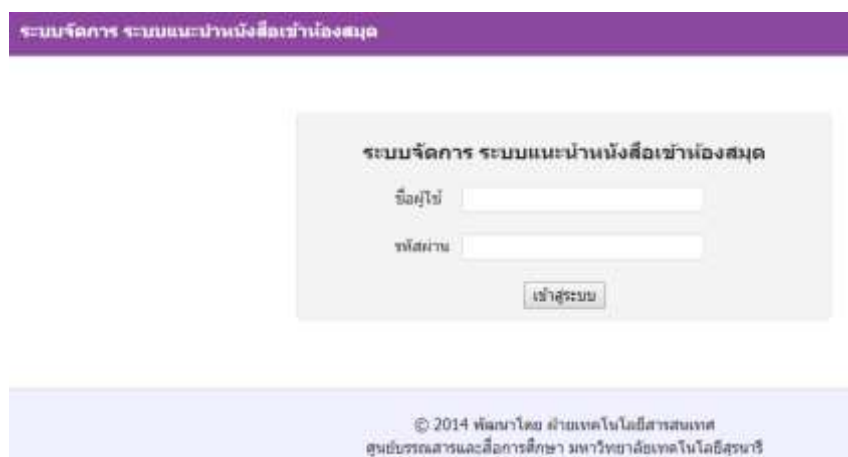 ระบบจัดการ ระบบแนะนำหนังสือเข้าห้องสมุด
ระบบจัดการ ระบบแนะนำหนังสือเข้าห้องสมุด
ชื่อผู้ใช้
รหัสผ่าน
เข้าสู่ระบบ
© 2014 พัฒนาโดย ฝ่ายเทคโนโลยีสารสนเทศ
ศูนย์บรรณสารและสื่อการศึกษา มหาวิทยาลัยเทคโนโลยีสุรนารี